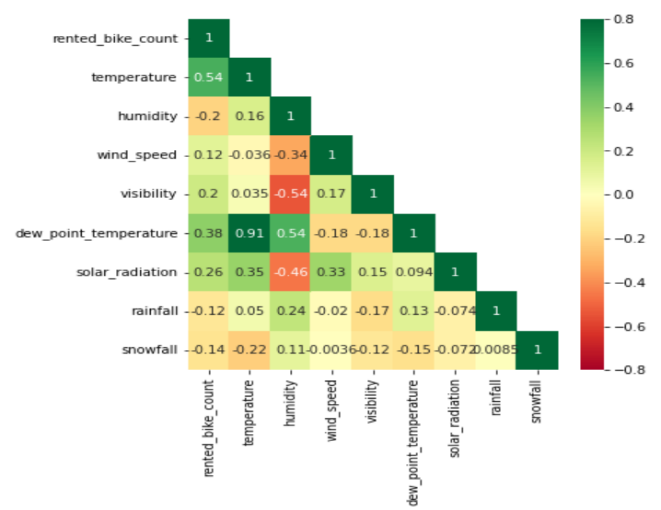 rented_bike_count 1
temperature 0.54 1
humidity -0.2 0.16 1
wind_speed 0.12 -0.036 -0.34 1
visibility 0.2 0.035 -0.54 0.17 1
dew_point_temperature 0.38 0.91 0.54 -0.18 -0.18 1
solar_radiation 0.26 0.35 -0.46 0.33 0.15 0.094 1
rainfall -0.12 0.05 0.24 -0.02 -0.17 0.13 -0.074 1
snowfall -0.14 -0.22 0.11 -0.0036 -0.12 -0.15 -0.072 0.0085 1
rented_bike_count
temperature
humidity
wind_speed
visibility
dew_point_temperature
solar_radiation
rainfall
snowfall
0.8
0.6
0.4
0.2
0.0
−0.2
−0.4
−0.6
−0.8